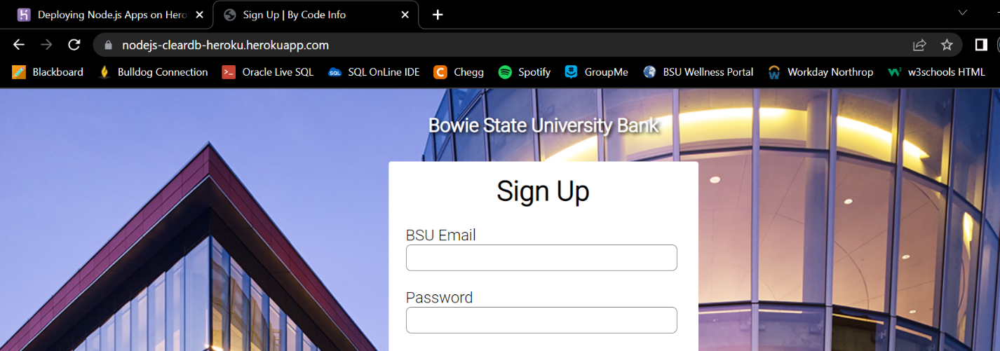 Deploying Node.js Apps on Hero
Sign Up | By Code Info
nodejs-cleardb-heroku.herokuapp.com
Blackboard Bulldog Connection Oracle Live SQL SQL OnLine IDE Chegg Spotify GroupMe BSU Wellness Portal Workday Northrop w3schools HTML
Bowie State University Bank
Sign Up
BSU Email
Password